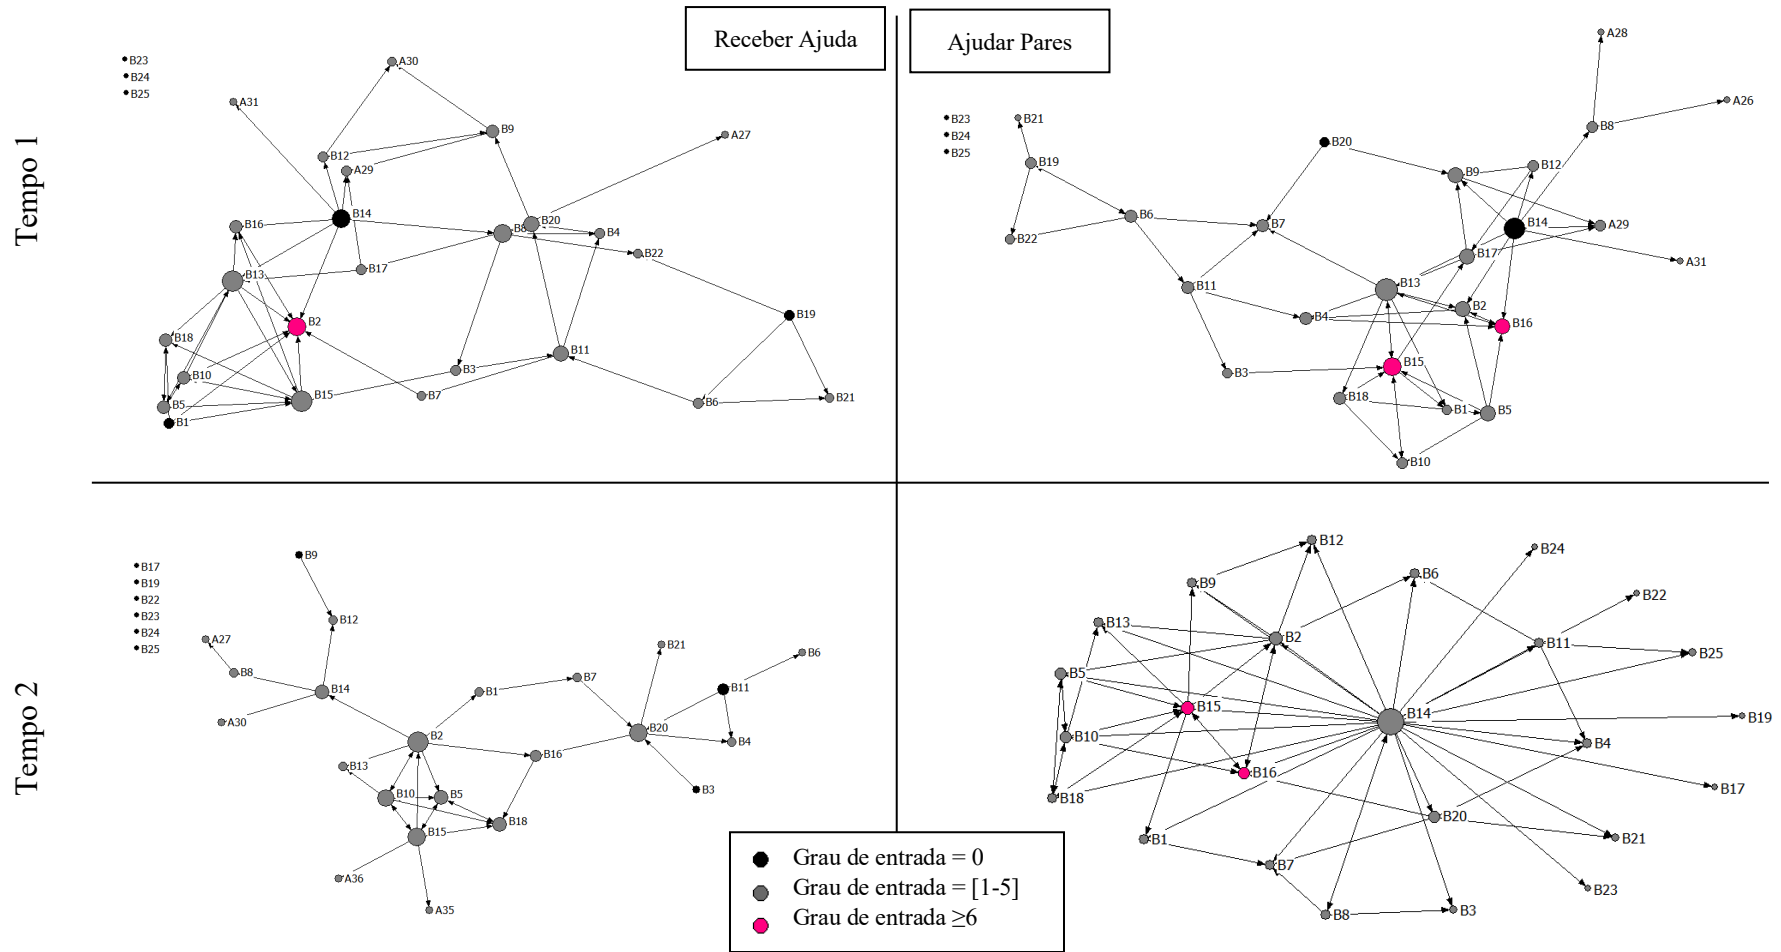 Receber Ajuda
Ajudar Pares
Tempo 1
B23
B24
B25
A30
A31
B9
A27
B12
A29
B14
B16
B20
B8
B4
B22
B17
B13
B19
B2
B18
B11
B10
B3
B15
B7
B6
B21
B5
B1
A28
A26
B8
B21
B23
B24
B25
B20
B19
B12
B9
B6
B7
B14
A29
B22
B17
A31
B13
B11
B2
B4
B16
B15
B3
B18
B1
B5
B10
Tempo 2
B9
B17
B19
B22
B23
B24
B25
B12
A27
B8
B21
B6
B14
B1
B7
B11
A30
B20
B4
B2
B16
B13
B3
B10
B5
B18
B15
A36
A35
B12
B24
B6
B9
B22
B13
B2
B11
B25
B5
B15
B14
B19
B10
B4
B16
B17
B18
B20
B1
B21
B7
B23
B8
B3
Grau de entrada = 0
Grau de entrada = [1-5]
Grau de entrada ≥6